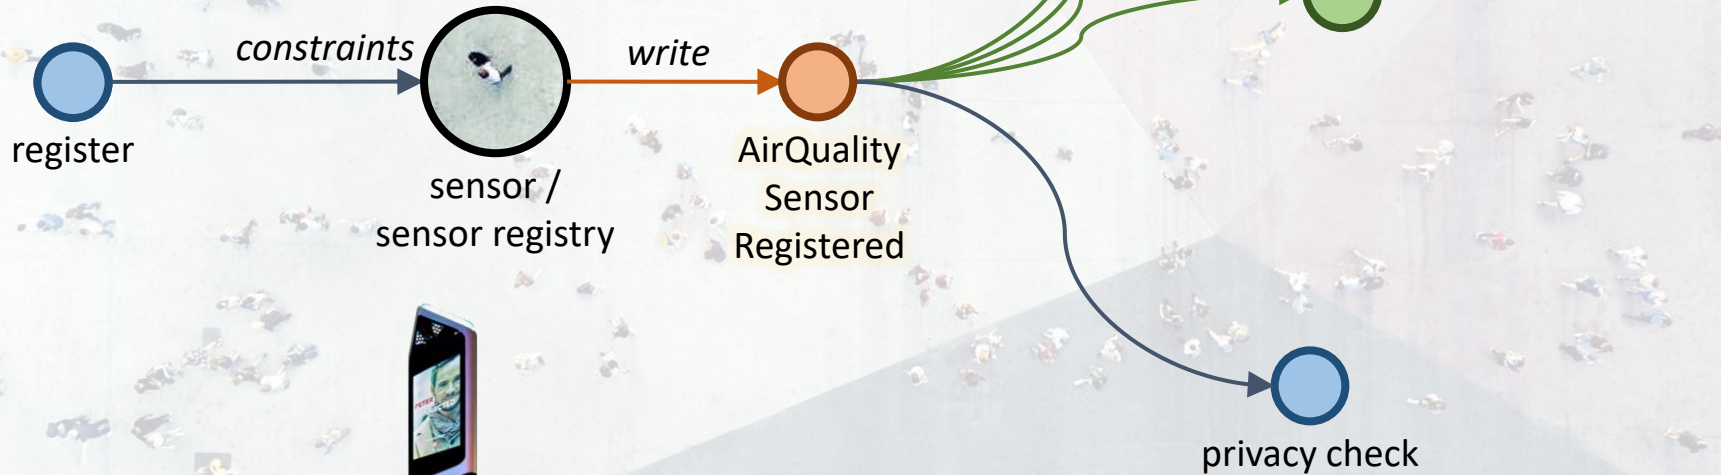 constraints
write
register
sensor /
sensor registry
AirQuality
Sensor
Registered
privacy check